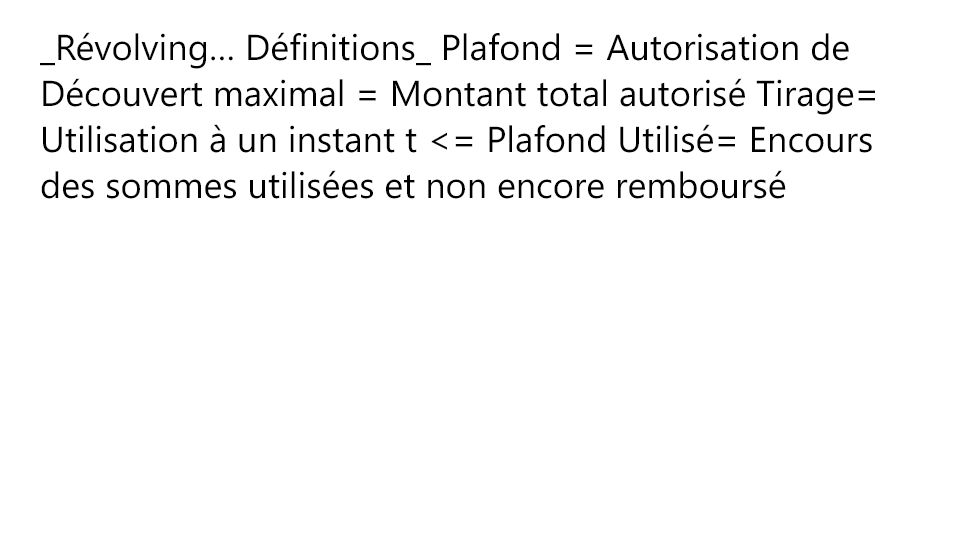 _Révolving... Définitions_ Plafond = Autorisation de
Découvert maximal = Montant total autorisé Tirage=
Utilisation à un instant t <= Plafond Utilisé= Encours
des sommes utilisées et non encore remboursé